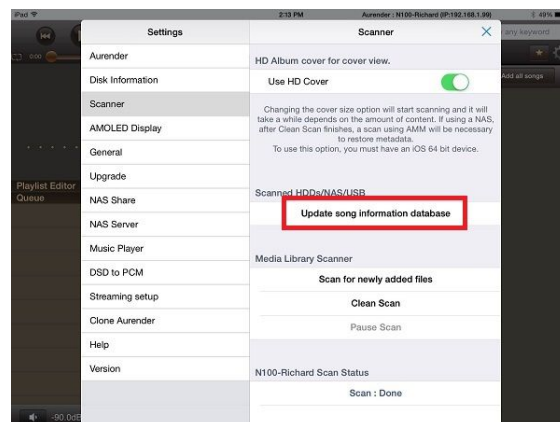 iPad
2:13 PM
Aurender : N100-Richard (IP:192.168.1.99)
49%
Settings
Scanner
any keyword
0:00
Add all songs
Playlist Editor
Queue
-90.0dB
Aurender
Disk Information
Scanner
AMOLED Display
General
Upgrade
NAS Share
NAS Server
Music Player
DSD to PCM
Streaming setup
Clone Aurender
Help
Version
HD Album cover for cover view.
Use HD Cover
Changing the cover size option will start scanning and it will
take a while depends on the amount of content. If using a NAS,
after Clean Scan finishes, a scan using AMM will be necessary
to restore metadata.
To use this option, you must have an iOS 64 bit device.
Scanned HDDs/NAS/USB
Update song information database
Media Library Scanner
Scan for newly added files
Clean Scan
Pause Scan
N100-Richard Scan Status
Scan : Done